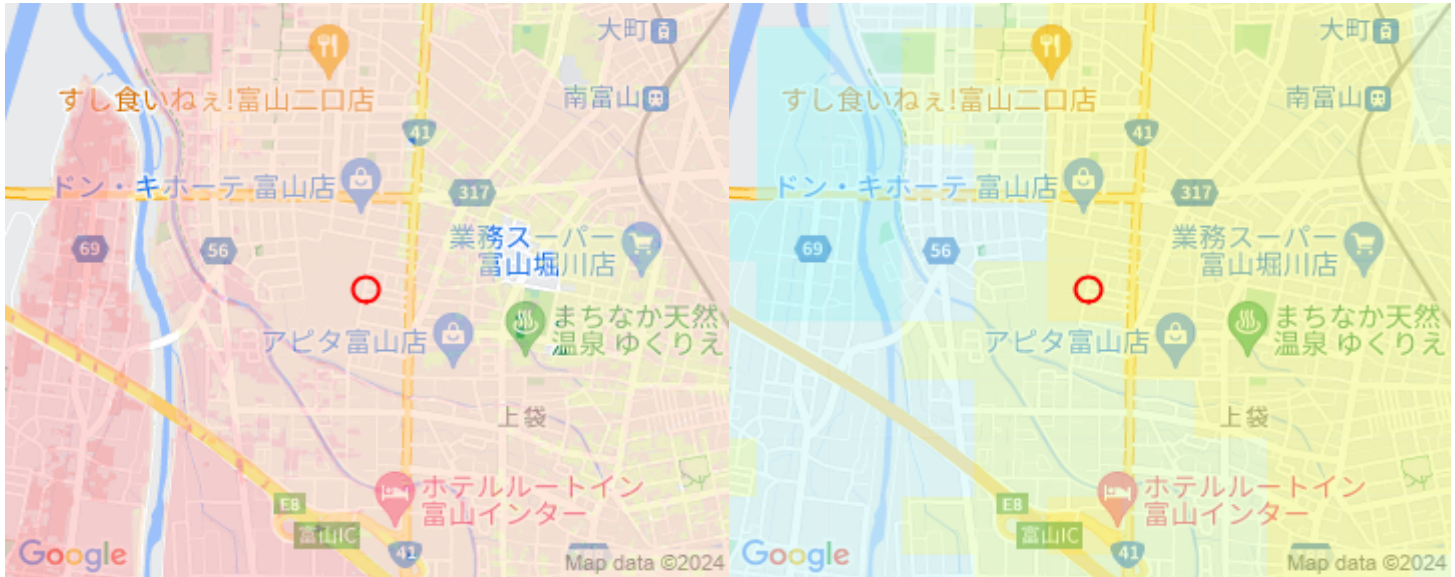 大町
すし食いねぇ!富山二口店
南富山
41
ドン・キホーテ 富山店
317
69
56
業務スーパー
富山堀川店
まちなか天然
温泉 ゆくりえ
アピタ富山店
上袋
ホテルルートイン
富山インター
E8
富山IC
41
Google
Map data ©2024
大町
すし食いねぇ!富山二口店
南富山
41
ドン・キホーテ 富山店
317
69
56
業務スーパー
富山堀川店
まちなか天然
温泉 ゆくりえ
アピタ富山店
上袋
ホテルルートイン
富山インター
E8
富山IC
41
Google
Map data ©2024